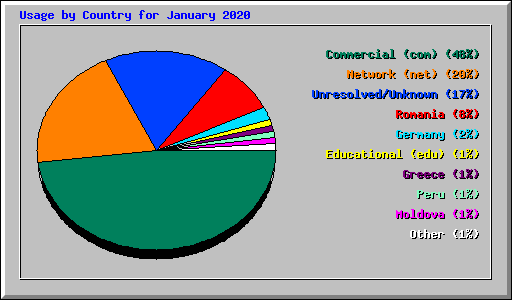 Usage by Country for January 2020
Commercial (com) (48%)
Network (net) (20%)
Unresolved/Unknown (17%)
Romania (8%)
Germany (2%)
Educational (edu) (1%)
Greece (1%)
Peru (1%)
Moldova (1%)
Other (1%)